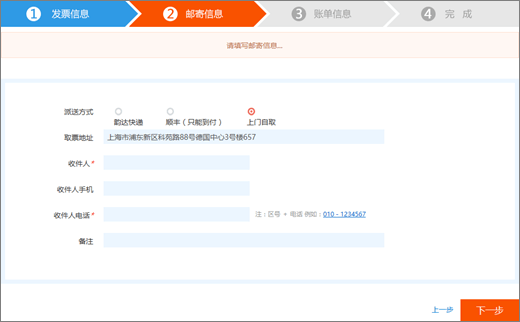 1 发票信息 2 邮寄信息 3 账单信息 4 完 成
请填写邮寄信息...
派送方式
韵达快递 顺丰（只能到付） 上门自取
取票地址 上海市浦东新区科苑路88号德国中心3号楼657
收件人*
收件人手机
收件人电话* 注：区号 + 电话 例如：010 - 1234567
备注
上一步 下一步